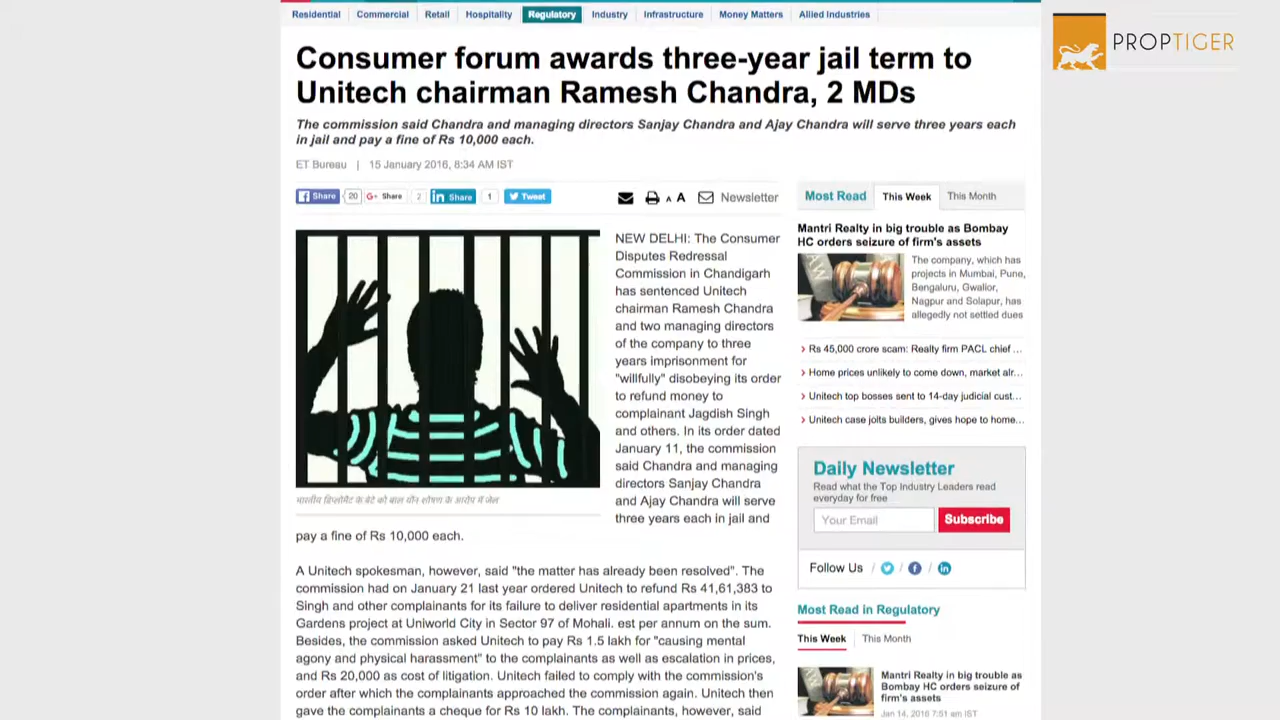 Residential Commercial Retail Hospitality Regulatory Industry Infrastructure Money Matters Allied Industries
PROPTIGER
Consumer forum awards three-year jail term to
Unitech chairman Ramesh Chandra, 2 MDs
The commission said Chandra and managing directors Sanjay Chandra and Ajay Chandra will serve three years each
in jail and pay a fine of Rs 10,000 each.
ET Bureau | 15 January 2016, 8:34 AM IST
Share 20 G+ Share 2 in Share 1 Tweet
A A Newsletter
NEW DELHI: The Consumer
Disputes Redressal
Commission in Chandigarh
has sentenced Unitech
chairman Ramesh Chandra
and two managing directors
of the company to three
years imprisonment for
"willfully" disobeying its order
to refund money to
complainant Jagdish Singh
and others. In its order dated
January 11, the commission
said Chandra and managing
directors Sanjay Chandra
and Ajay Chandra will serve
three years each in jail and
भारतीय डिप्लोमैट के बेटे को बाल यौन शोषण के आरोप में जेल
pay a fine of Rs 10,000 each.
A Unitech spokesman, however, said "the matter has already been resolved". The
commission had on January 21 last year ordered Unitech to refund Rs 41,61,383 to
Singh and other complainants for its failure to deliver residential apartments in its
Gardens project at Uniworld City in Sector 97 of Mohali. est per annum on the sum.
Besides, the commission asked Unitech to pay Rs 1.5 lakh for "causing mental
agony and physical harassment" to the complainants as well as escalation in prices,
and Rs 20,000 as cost of litigation. Unitech failed to comply with the commission's
order after which the complainants approached the commission again. Unitech then
gave the complainants a cheque for Rs 10 lakh. The complainants, however, said
Most Read This Week This Month
Mantri Realty in big trouble as Bombay
HC orders seizure of firm's assets
The company, which has
projects in Mumbai, Pune,
Bengaluru, Gwalior,
Nagpur and Solapur, has
allegedly not settled dues
› Rs 45,000 crore scam: Realty firm PACL chief ...
› Home prices unlikely to come down, market alr...
› Unitech top bosses sent to 14-day judicial cust...
› Unitech case jolts builders, gives hope to home...
Daily Newsletter
Read what the Top Industry Leaders read
everyday for free
Your Email Subscribe
Follow Us / / / in
Most Read in Regulatory
This Week This Month
Mantri Realty in big trouble as
Bombay HC orders seizure of
firm's assets
Jan 14, 2016 7:51 am IST